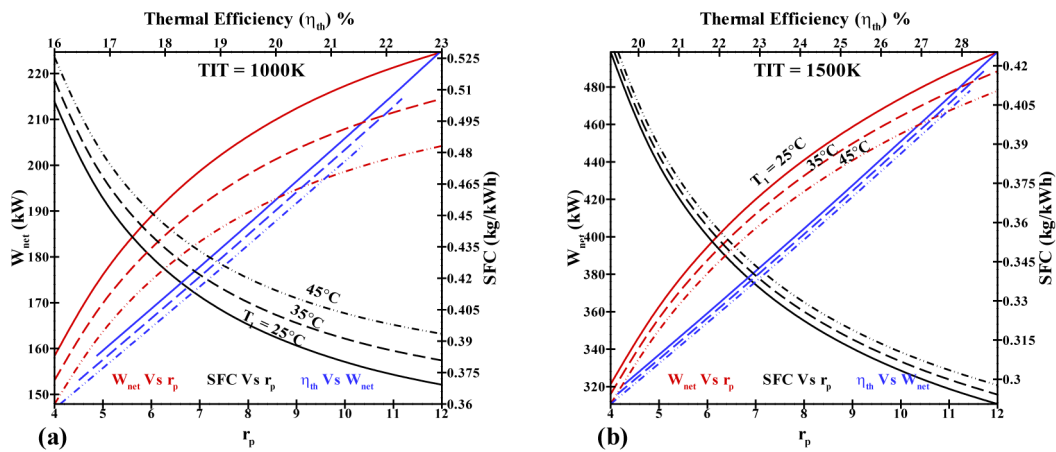 Thermal Efficiency (ηth) %
16 17 18 19 20 21 22 23
TIT = 1000K
Wnet (kW)
220
210
200
190
180
170
160
150
0.525
0.51
0.495
0.48
0.465
0.45
0.435
0.42
0.405
0.39
0.375
0.36
SFC (kg/kWh)
45°C
35°C
T1 = 25°C
Wnet Vs rp SFC Vs rp ηth Vs Wnet
4 5 6 7 8 9 10 11 12
rp
(a)
Thermal Efficiency (ηth) %
20 21 22 23 24 25 26 27 28
TIT = 1500K
Wnet (kW)
480
460
440
420
400
380
360
340
320
0.42
0.405
0.39
0.375
0.36
0.345
0.33
0.315
0.3
SFC (kg/kWh)
T1 = 25°C
35°C
45°C
Wnet Vs rp SFC Vs rp ηth Vs Wnet
4 5 6 7 8 9 10 11 12
rp
(b)